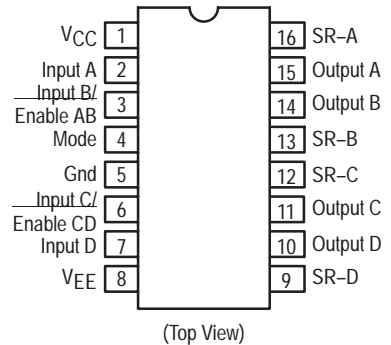 VCC 1 16 SR–A
Input A 2 15 Output A
Input B/
Enable AB 3 14 Output B
Mode 4 13 SR–B
Gnd 5 12 SR–C
Input C/
Enable CD 6 11 Output C
Input D 7 10 Output D
VEE 8 9 SR–D
(Top View)